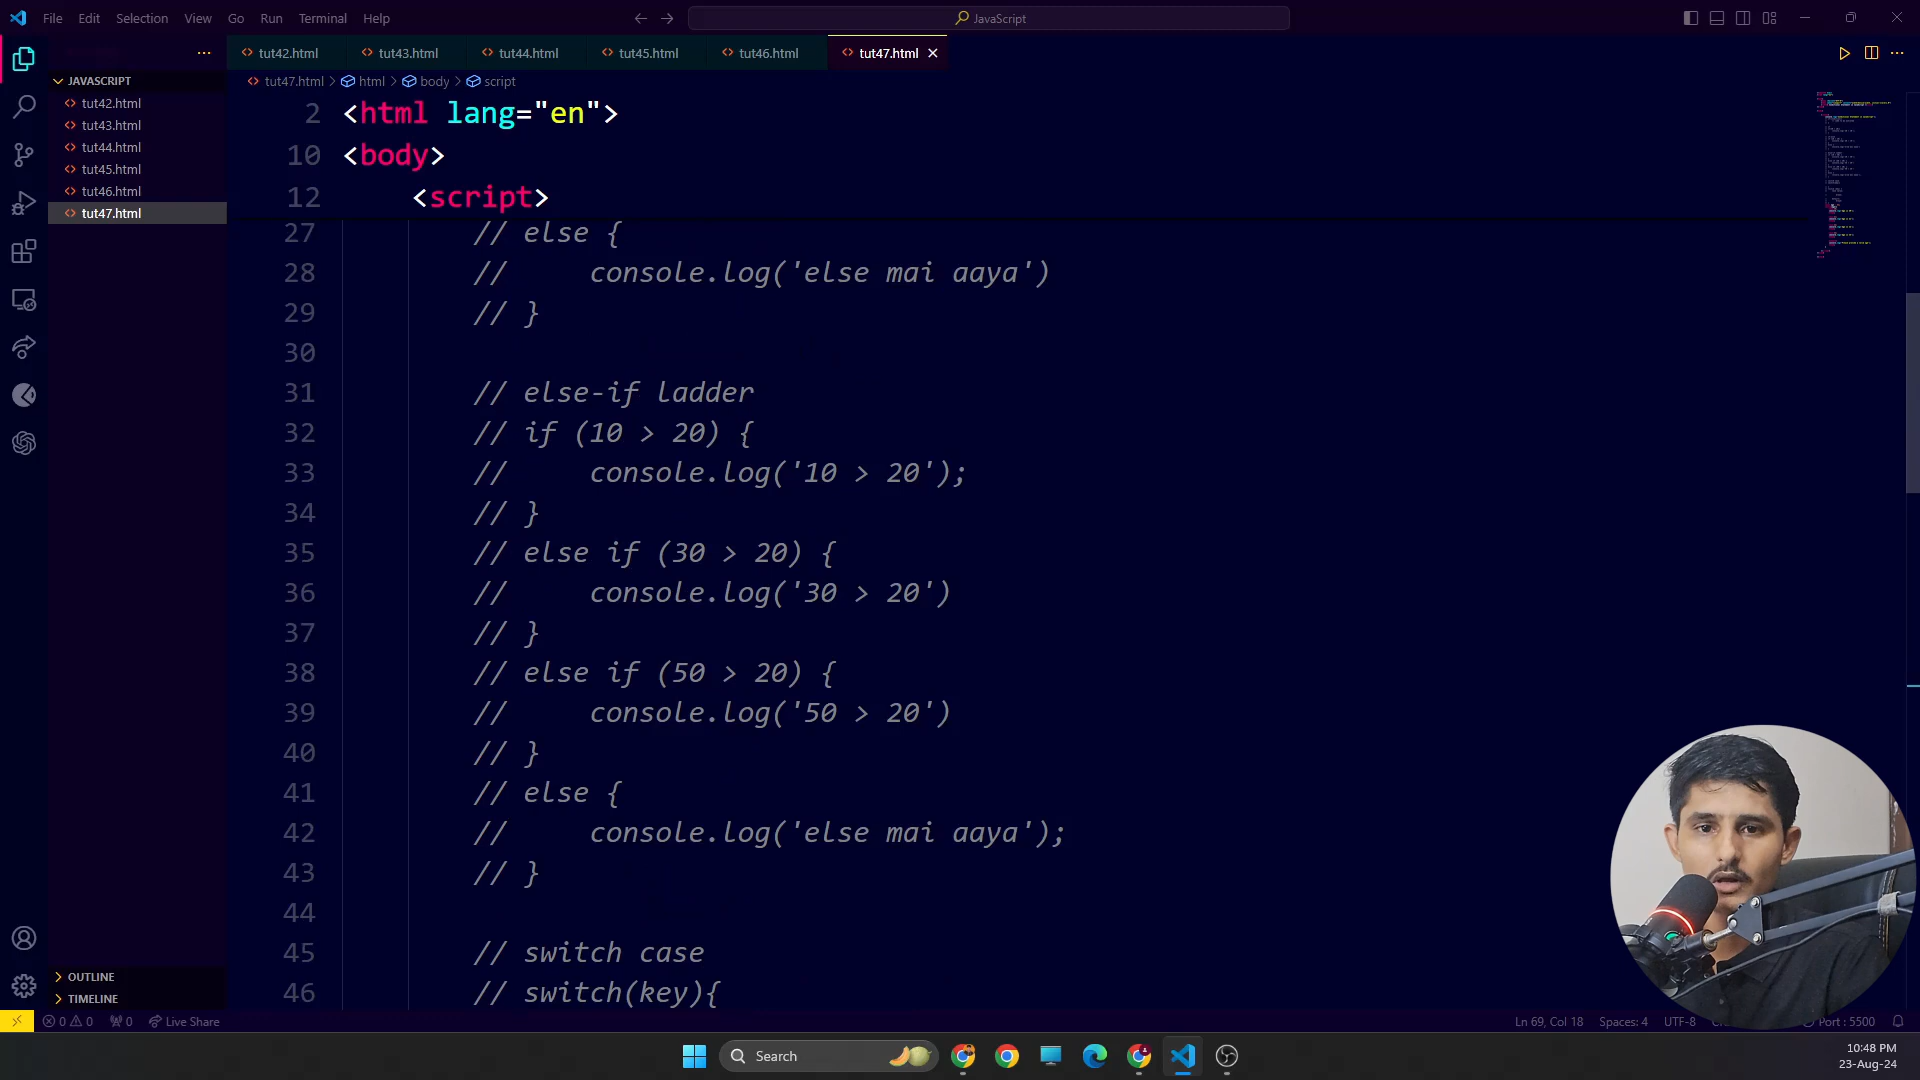 File Edit Selection View Go Run Terminal Help
JavaScript
tut42.html tut43.html tut44.html tut45.html tut46.html tut47.html
JAVASCRIPT
tut42.html
tut43.html
tut44.html
tut45.html
tut46.html
tut47.html
OUTLINE
TIMELINE
tut47.html > html > body > script
2 <html lang="en">
10 <body>
12 <script>
27 // else {
28 // console.log('else mai aaya')
29 // }
30
31 // else-if ladder
32 // if (10 > 20) {
33 // console.log('10 > 20');
34 // }
35 // else if (30 > 20) {
36 // console.log('30 > 20')
37 // }
38 // else if (50 > 20) {
39 // console.log('50 > 20')
40 // }
41 // else {
42 // console.log('else mai aaya');
43 // }
44
45 // switch case
46 // switch(key){
0 0 0 Live Share
Ln 69, Col 18 Spaces: 4 UTF-8 Port : 5500
Search
10:48 PM
23-Aug-24